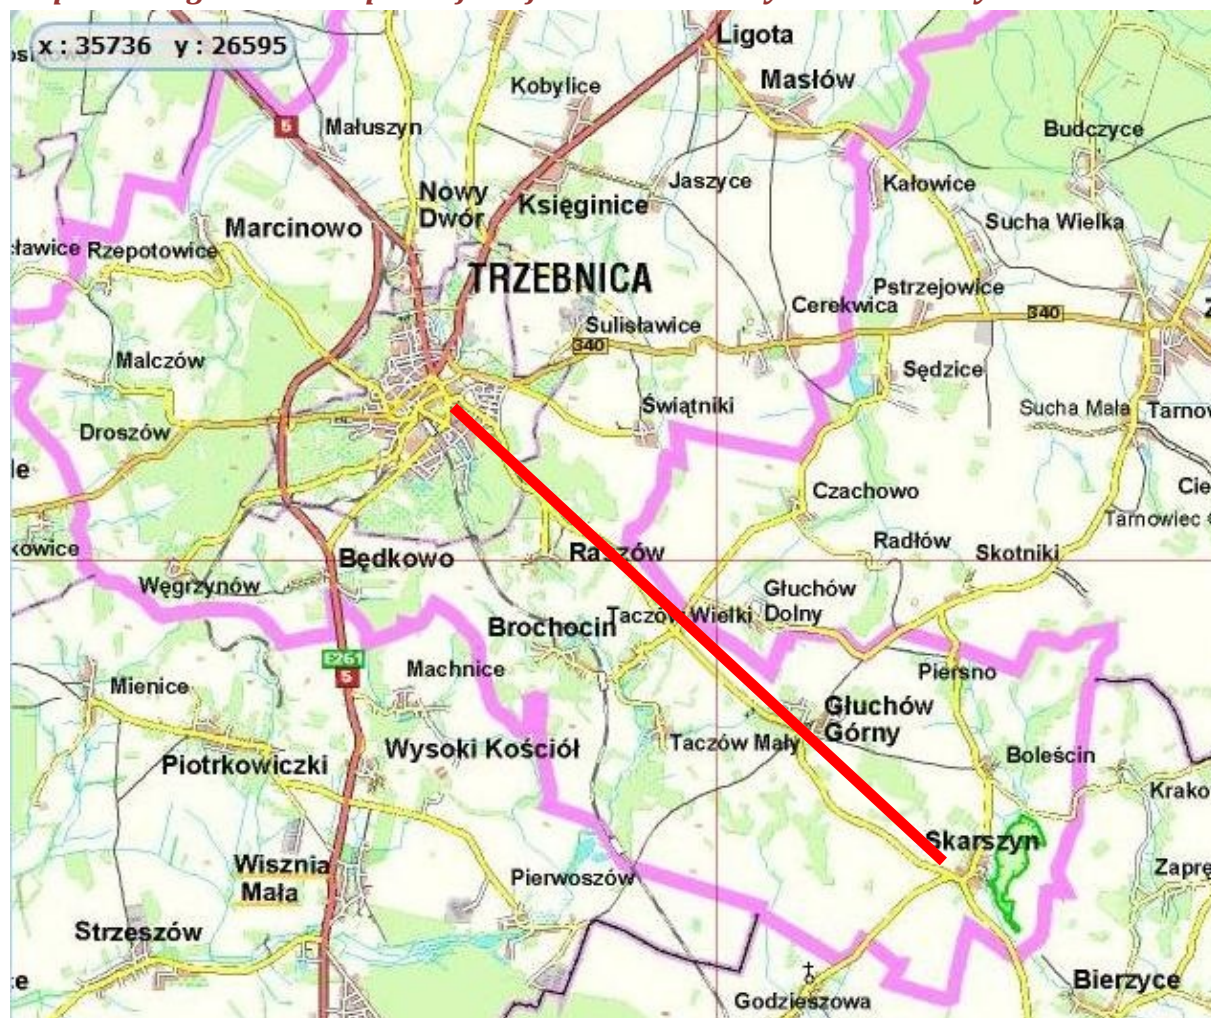 x : 35736 y : 26595
Ligota
Masłów
Kobylice
Małuszyn
5
Budczyce
Jaszyce
Kałowice
Nowy
Dwór
Księginice
Marcinowo
Sucha Wielka
Rzepotowice
TRZEBNICA
Pstrzejowice
Cerekwica
340
Sulisławice
340
Malczów
Sędzice
Świątniki
Sucha Mała
Droszów
Czachowo
Radłów
Skotniki
Będkowo
Raszów
Węgrzynów
Głuchów
Dolny
Taczów Wielki
Brochocin
E261
5
Machnice
Piersno
Mienice
Głuchów
Górny
Taczów Mały
Wysoki Kościół
Boleścin
Piotrkowiczki
Skarszyn
Wisznia
Mała
Pierwoszów
Strzeszów
Bierzyce
Godzieszowa